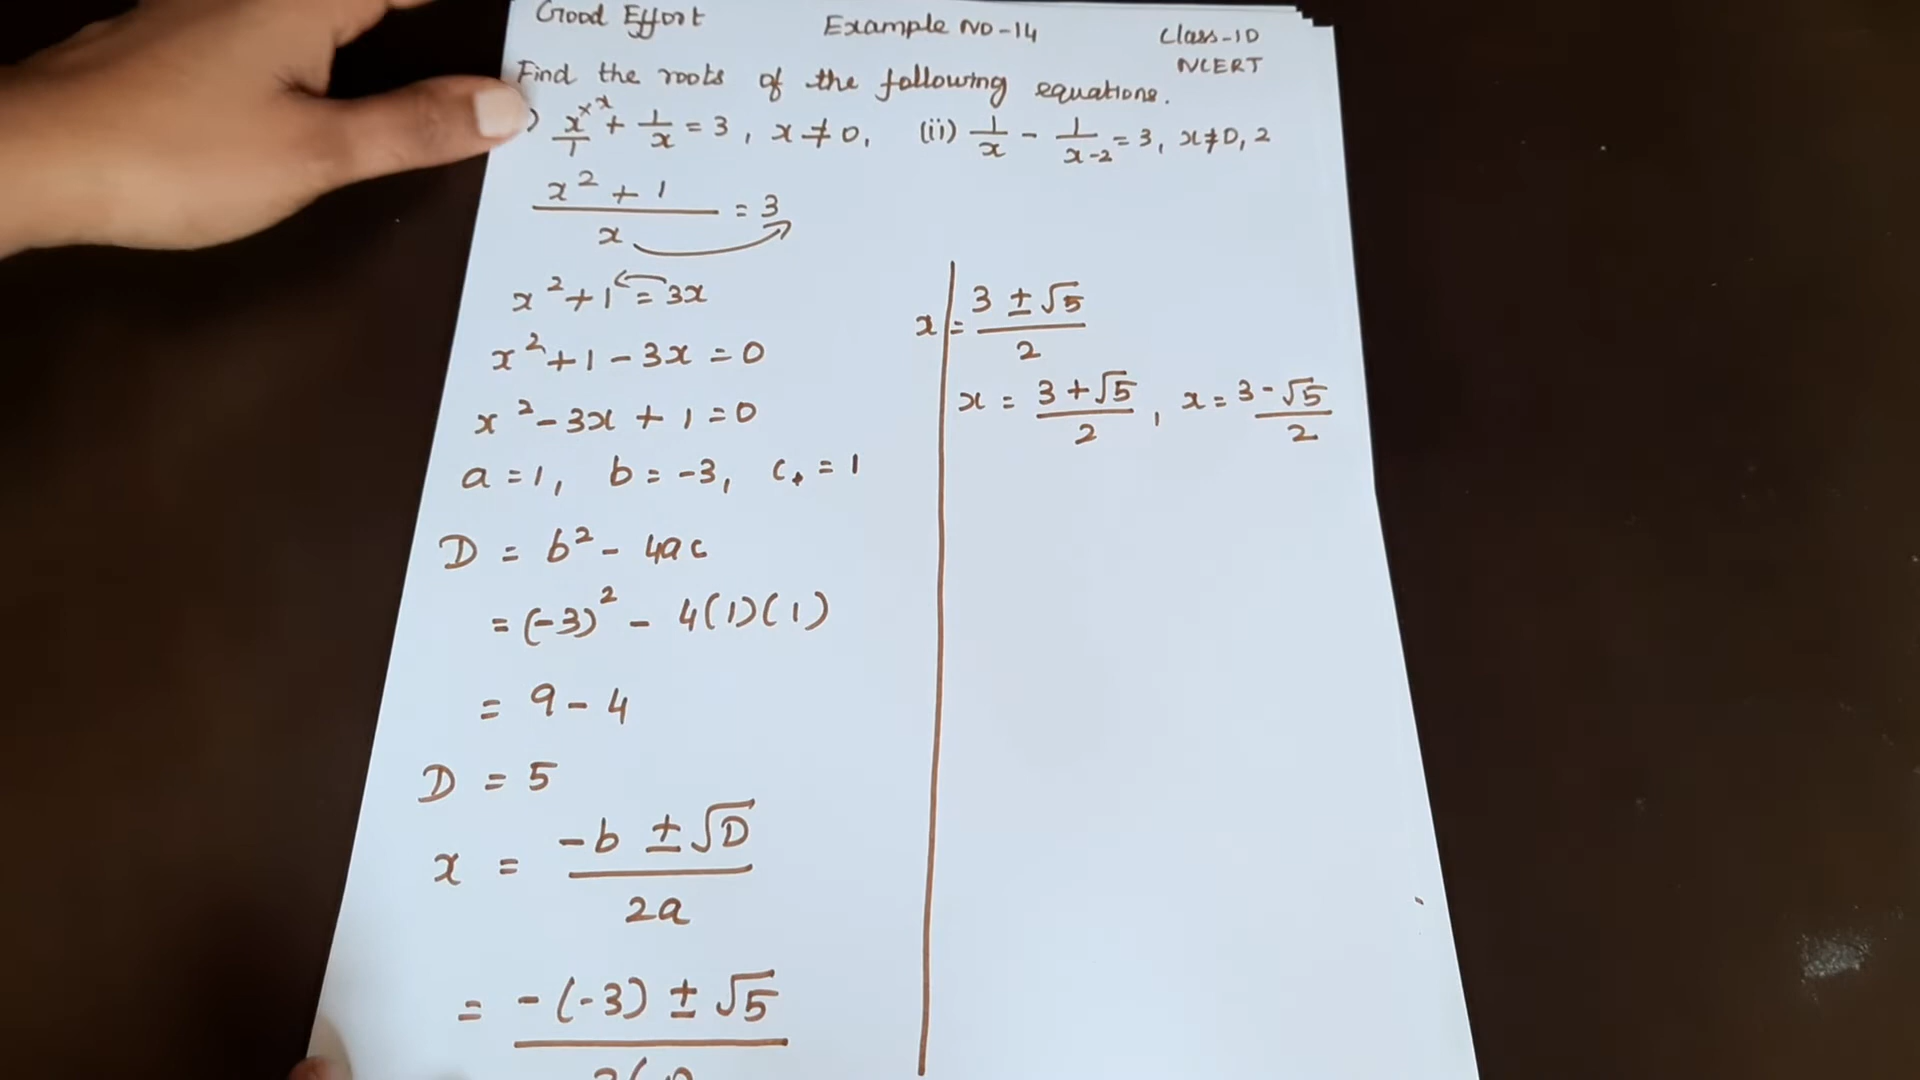 Good Effort Example NO-14 Class-10
NCERT
Find the roots of the following equations.
) x/1 ×x + 1/x = 3, x ≠ 0, (ii) 1/x - 1/(x-2) = 3, x ≠ 0, 2
(x² + 1)/x = 3
x² + 1 = 3x
x² + 1 - 3x = 0
x² - 3x + 1 = 0
a = 1, b = -3, c = 1
D = b² - 4ac
= (-3)² - 4(1)(1)
= 9 - 4
D = 5
x = (-b ± √D)/2a
= (-(-3) ± √5)/2(
x = (3 ± √5)/2
x = (3 + √5)/2, x = (3 - √5)/2